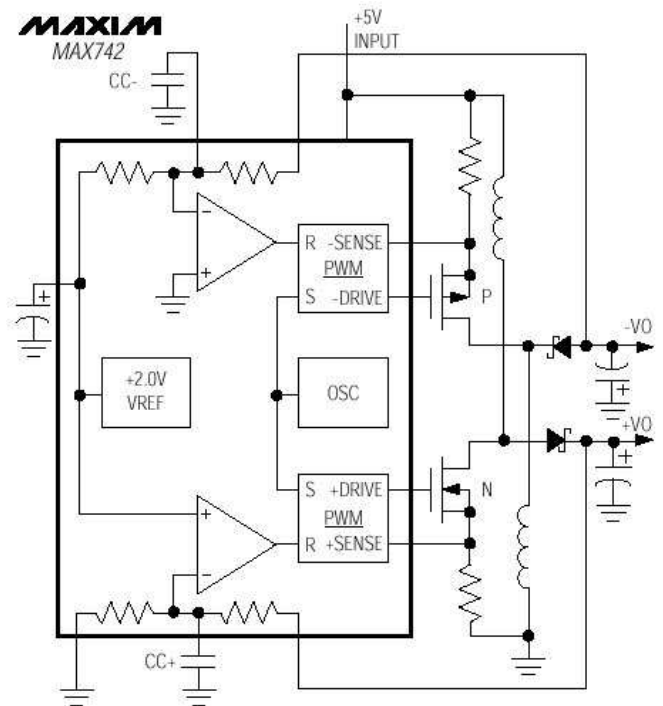 MAXIM
MAX742
+5V
INPUT
CC-
R -SENSE
PWM
S -DRIVE
P
-VO
+2.0V
VREF
OSC
+VO
S +DRIVE
PWM
R +SENSE
N
CC+